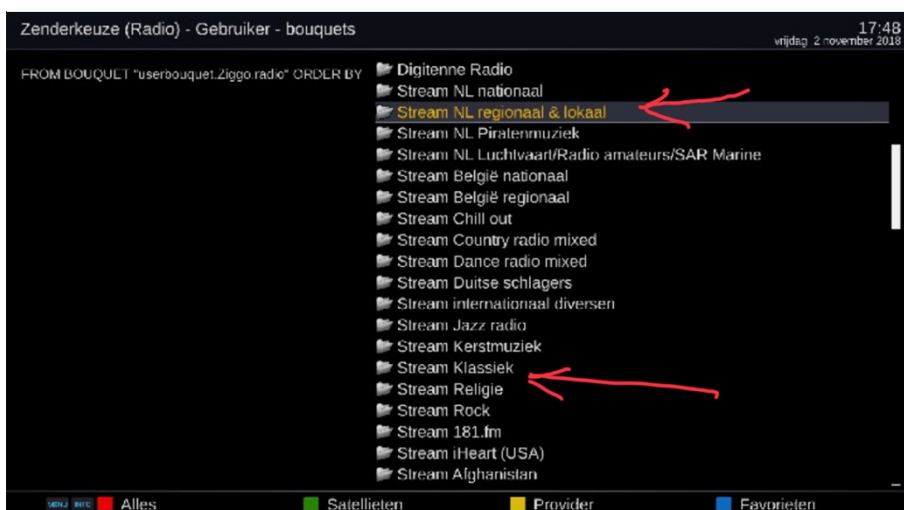 Zenderkeuze (Radio) - Gebruiker - bouquets
17:48
vrijdag 2 november 2018
FROM BOUQUET "userbouquet.Ziggo.radio" ORDER BY
Digitenne Radio
Stream NL nationaal
Stream NL regionaal & lokaal
Stream NL Piratenmuziek
Stream NL Luchtvaart/Radio amateurs/SAR Marine
Stream België nationaal
Stream België regionaal
Stream Chill out
Stream Country radio mixed
Stream Dance radio mixed
Stream Duitse schlagers
Stream internationaal diversen
Stream Jazz radio
Stream Kerstmuziek
Stream Klassiek
Stream Religie
Stream Rock
Stream 181.fm
Stream iHeart (USA)
Stream Afghanistan
MENU INFO Alles Satellieten Provider Favorieten